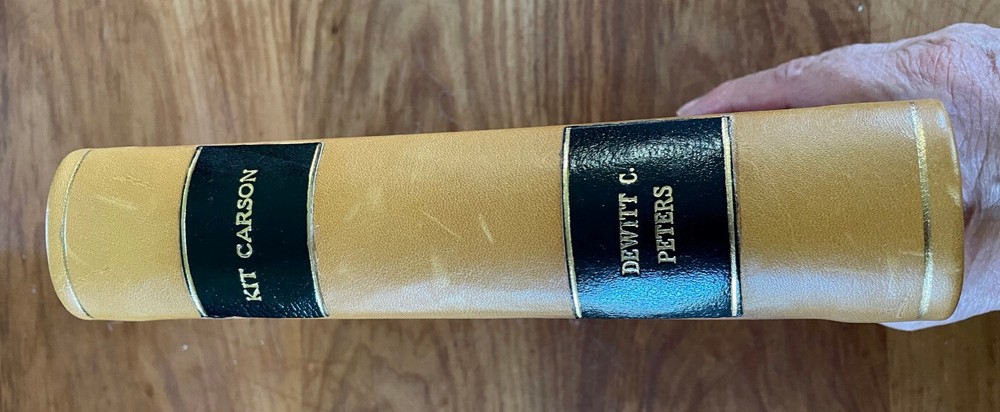 KIT CARSON
DEWITT C.
PETERS